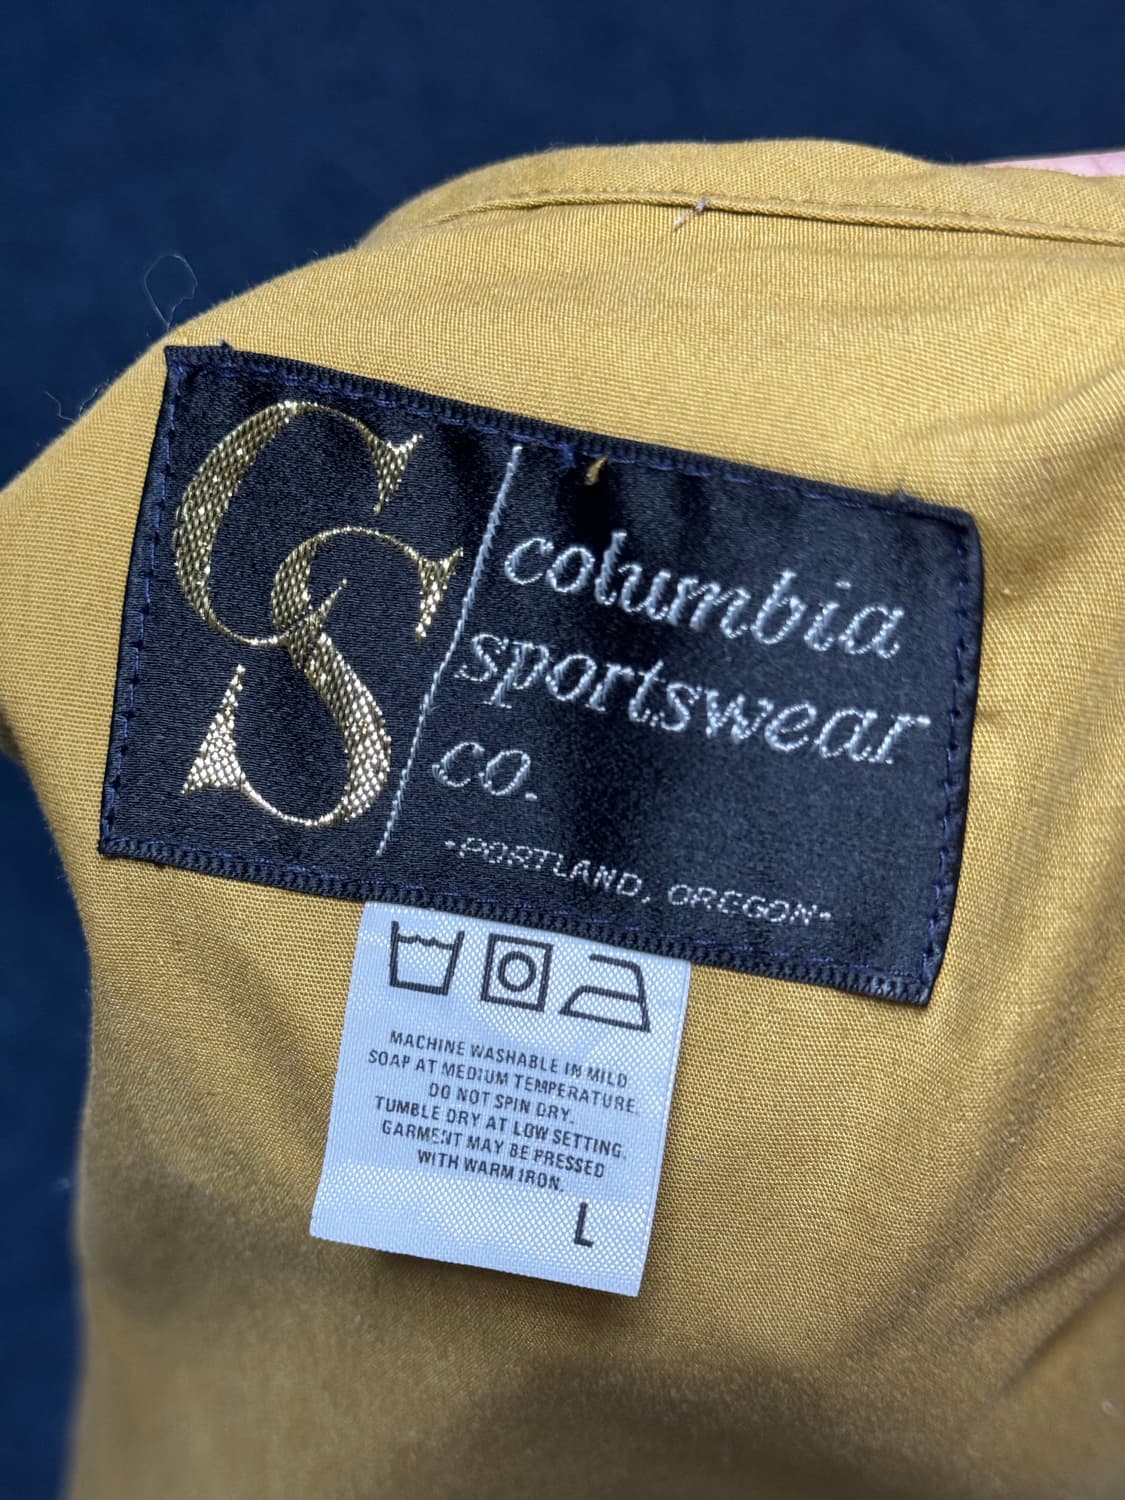 CS
columbia
sportswear
co.
-PORTLAND, OREGON-
MACHINE WASHABLE IN MILD
SOAP AT MEDIUM TEMPERATURE.
DO NOT SPIN DRY.
TUMBLE DRY AT LOW SETTING.
GARMENT MAY BE PRESSED
WITH WARM IRON.
L